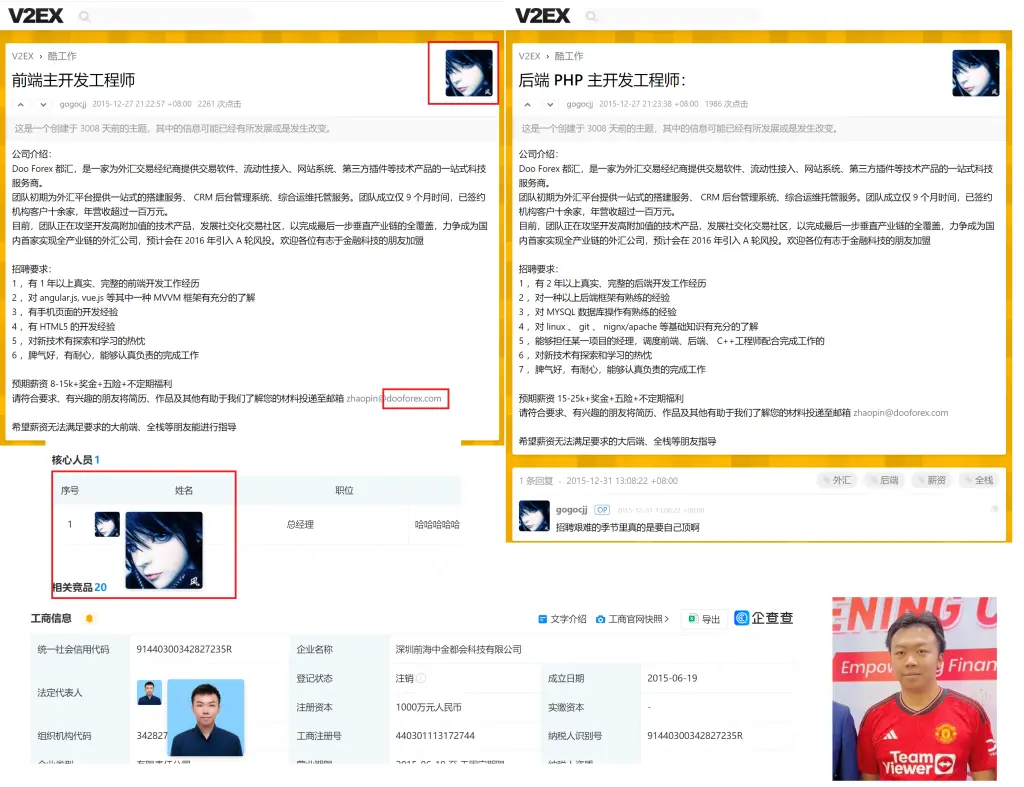 V2EX
V2EX › 酷工作
前端主开发工程师
gogocjj 2015-12-27 21:22:57 +08:00 2261 次点击
这是一个创建于 3008 天前的主题，其中的信息可能已经有所发展或是发生改变。
公司介绍：
Doo Forex 都汇，是一家为外汇交易经纪商提供交易软件、流动性接入、网站系统、第三方插件等技术产品的一站式科技
服务商。
团队初期为外汇平台提供一站式的搭建服务、 CRM 后台管理系统、综合运维托管服务。团队成立仅 9 个月时间，已签约
机构客户十余家，年营收超过一百万元。
目前，团队正在攻坚开发高附加值的技术产品，发展社交化交易社区，以完成最后一步垂直产业链的全覆盖，力争成为国
内首家实现全产业链的外汇公司，预计会在 2016 年引入 A 轮风投。欢迎各位有志于金融科技的朋友加盟
招聘要求：
1 ，有 1 年以上真实、完整的前端开发工作经历
2 ，对 angular.js, vue.js 等其中一种 MVVM 框架有充分的了解
3 ，有手机页面的开发经验
4 ，有 HTML5 的开发经验
5 ，对新技术有探索和学习的热忱
6 ，脾气好，有耐心，能够认真负责的完成工作
预期薪资 8-15k+奖金+五险+不定期福利
请符合要求、有兴趣的朋友将简历、作品及其他有助于我们了解您的材料投递至邮箱 zhaopin@dooforex.com
希望薪资无法满足要求的大前端、全栈等朋友能进行指导
V2EX
V2EX › 酷工作
后端 PHP 主开发工程师：
gogocjj 2015-12-27 21:23:38 +08:00 1986 次点击
这是一个创建于 3008 天前的主题，其中的信息可能已经有所发展或是发生改变。
公司介绍：
Doo Forex 都汇，是一家为外汇交易经纪商提供交易软件、流动性接入、网站系统、第三方插件等技术产品的一站式科技
服务商。
团队初期为外汇平台提供一站式的搭建服务、 CRM 后台管理系统、综合运维托管服务。团队成立仅 9 个月时间，已签约
机构客户十余家，年营收超过一百万元。
目前，团队正在攻坚开发高附加值的技术产品，发展社交化交易社区，以完成最后一步垂直产业链的全覆盖，力争成为国
内首家实现全产业链的外汇公司，预计会在 2016 年引入 A 轮风投。欢迎各位有志于金融科技的朋友加盟
招聘要求：
1 ，有 2 年以上真实、完整的后端开发工作经历
2 ，对一种以上后端框架有熟练的经验
3 ，对 MYSQL 数据库操作有熟练的经验
4 ，对 linux 、 git 、 nignx/apache 等基础知识有充分的了解
5 ，能够担任某一项目的经理，调度前端、后端、 C++工程师配合完成工作的
6 ，对新技术有探索和学习的热忱
7 ，脾气好，有耐心，能够认真负责的完成工作
预期薪资 15-25k+奖金+五险+不定期福利
请符合要求、有兴趣的朋友将简历、作品及其他有助于我们了解您的材料投递至邮箱 zhaopin@dooforex.com
希望薪资无法满足要求的大后端、全栈等朋友指导
1 条回复 • 2015-12-31 13:08:22 +08:00 外汇 后端 薪资 全栈
gogocjj OP 2015-12-31 13:08:22 +08:00
招聘艰难的季节里真的是要自己顶啊
核心人员 1
序号 姓名 职位
1 总经理 哈哈哈哈哈
风
相关竞品 20
工商信息 文字介绍 工商官网快照 导出 企查查
统一社会信用代码 91440300342827235R 企业名称 深圳前海中金都会科技有限公司
法定代表人 登记状态 注销 成立日期 2015-06-19
注册资本 1000万元人民币 实缴资本 -
组织机构代码 342827 工商注册号 440301113172744 纳税人识别号 91440300342827235R
ENING
Empow Finan
Team
Viewer